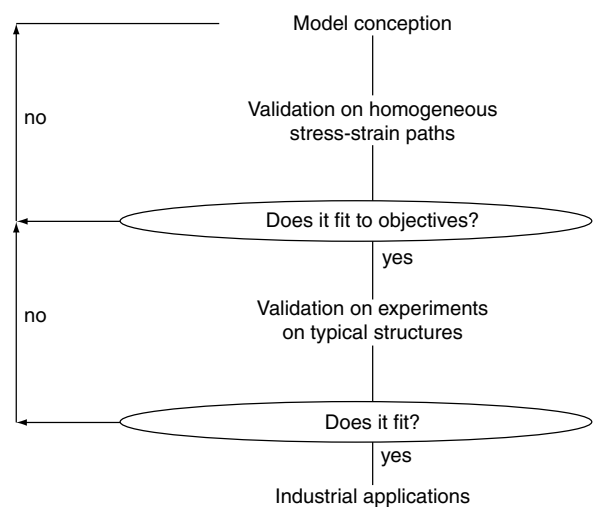 Model conception
no
Validation on homogeneous
stress-strain paths
Does it fit to objectives?
yes
no
Validation on experiments
on typical structures
Does it fit?
yes
Industrial applications